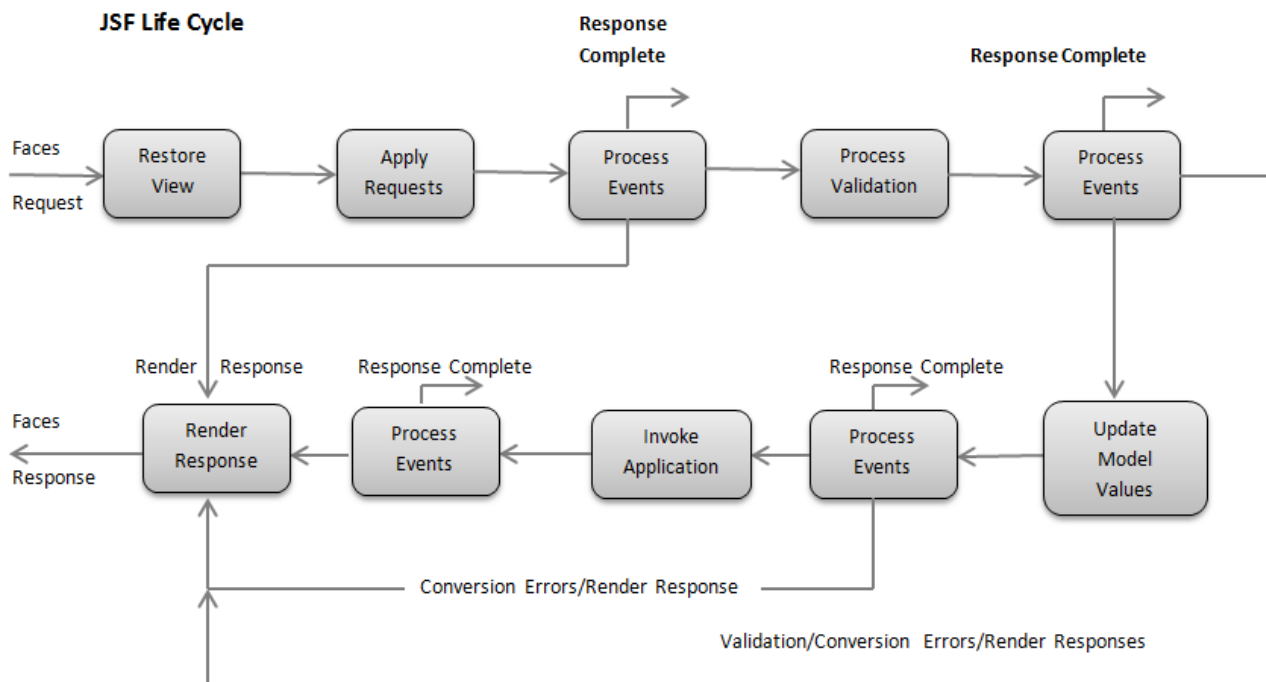 JSF Life Cycle
Response
Complete
Response Complete
Faces
Request
Restore
View
Apply
Requests
Process
Events
Process
Validation
Process
Events
Render Response
Response Complete
Response Complete
Faces
Response
Render
Response
Process
Events
Invoke
Application
Process
Events
Update
Model
Values
Conversion Errors/Render Response
Validation/Conversion Errors/Render Responses